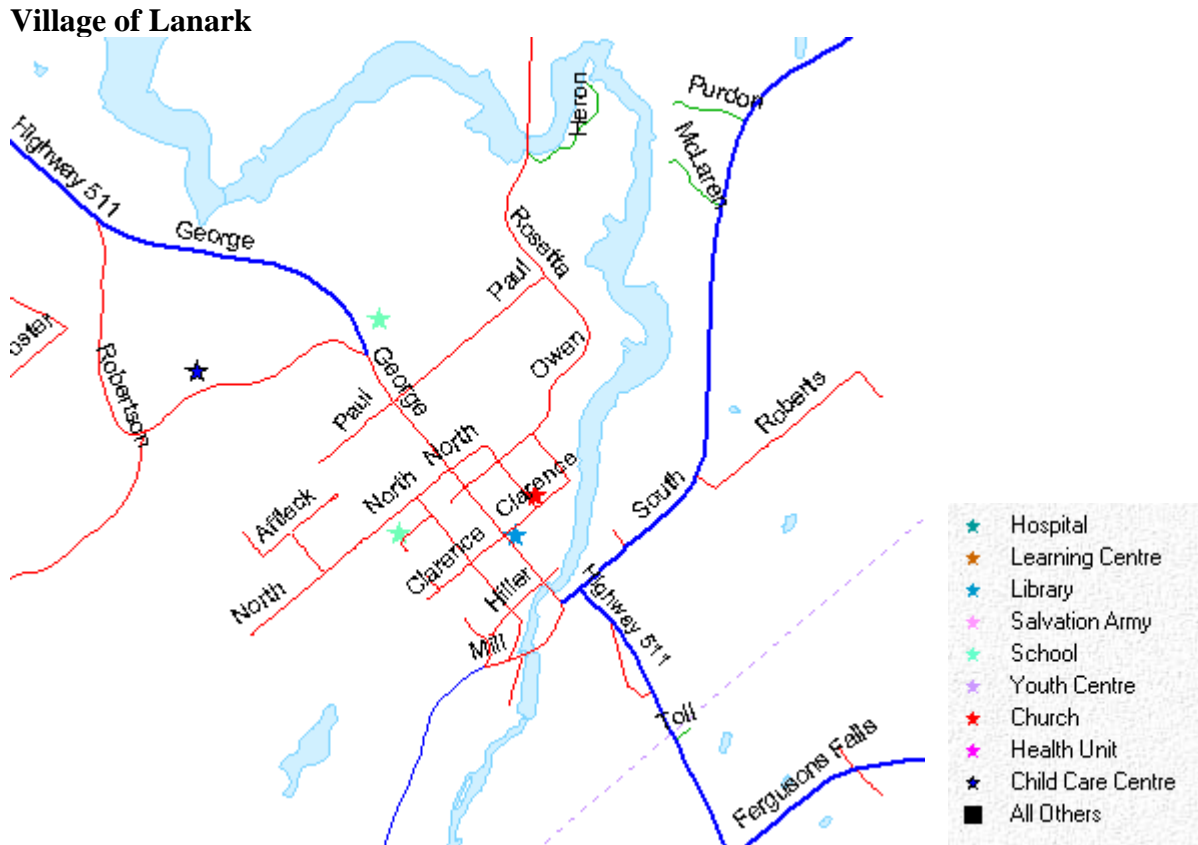 Village of Lanark
Heron
Purdon
McLaren
Highway 511
George
Rosetta
Paul
oster
Robertson
Owen
George
Paul
Roberts
North
North
Clarence
South
Affleck
Clarence
North
Hiller
Highway 511
Mill
Toll
Fergusons Falls
Hospital
Learning Centre
Library
Salvation Army
School
Youth Centre
Church
Health Unit
Child Care Centre
All Others